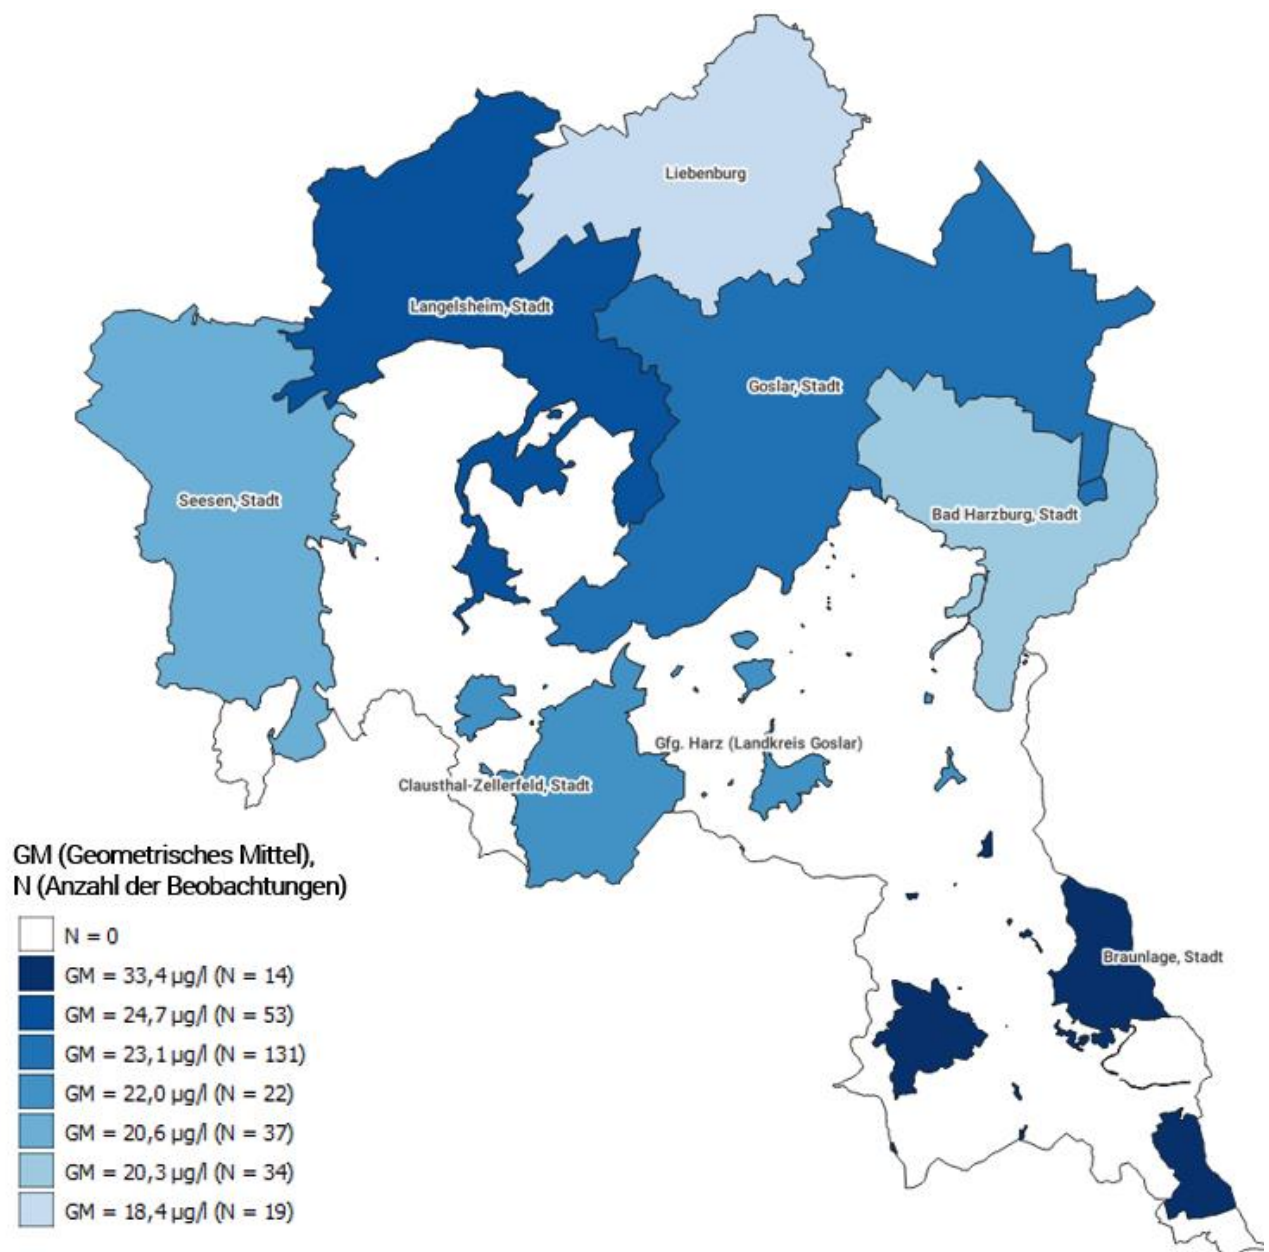 Liebenburg
Langelsheim, Stadt
Goslar, Stadt
Seesen, Stadt
Bad Harzburg, Stadt
Gfg. Harz (Landkreis Goslar)
Clausthal-Zellerfeld, Stadt
Braunlage, Stadt
GM (Geometrisches Mittel),
N (Anzahl der Beobachtungen)
N = 0
GM = 33,4 µg/l (N = 14)
GM = 24,7 µg/l (N = 53)
GM = 23,1 µg/l (N = 131)
GM = 22,0 µg/l (N = 22)
GM = 20,6 µg/l (N = 37)
GM = 20,3 µg/l (N = 34)
GM = 18,4 µg/l (N = 19)